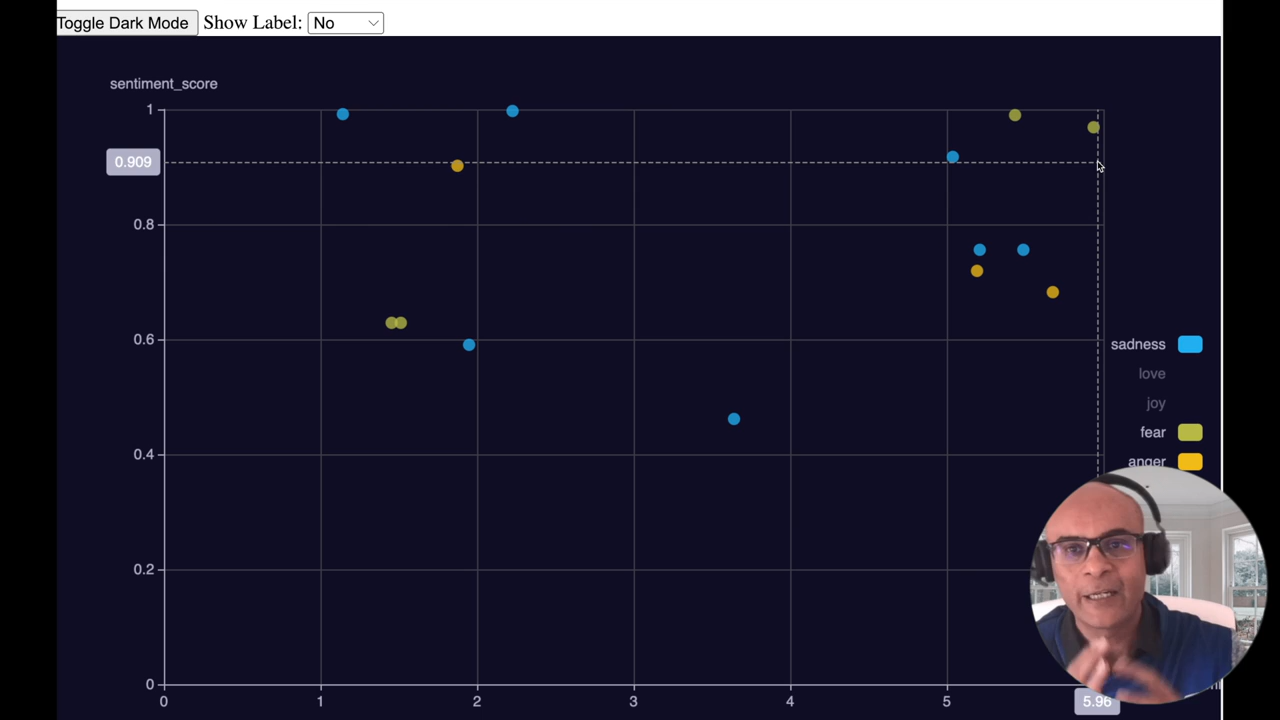 Toggle Dark Mode Show Label: No
sentiment_score
1
0.909
0.8
0.6
sadness
love
joy
0.4
fear
anger
0.2
0
0 1 2 3 4 5 5.96